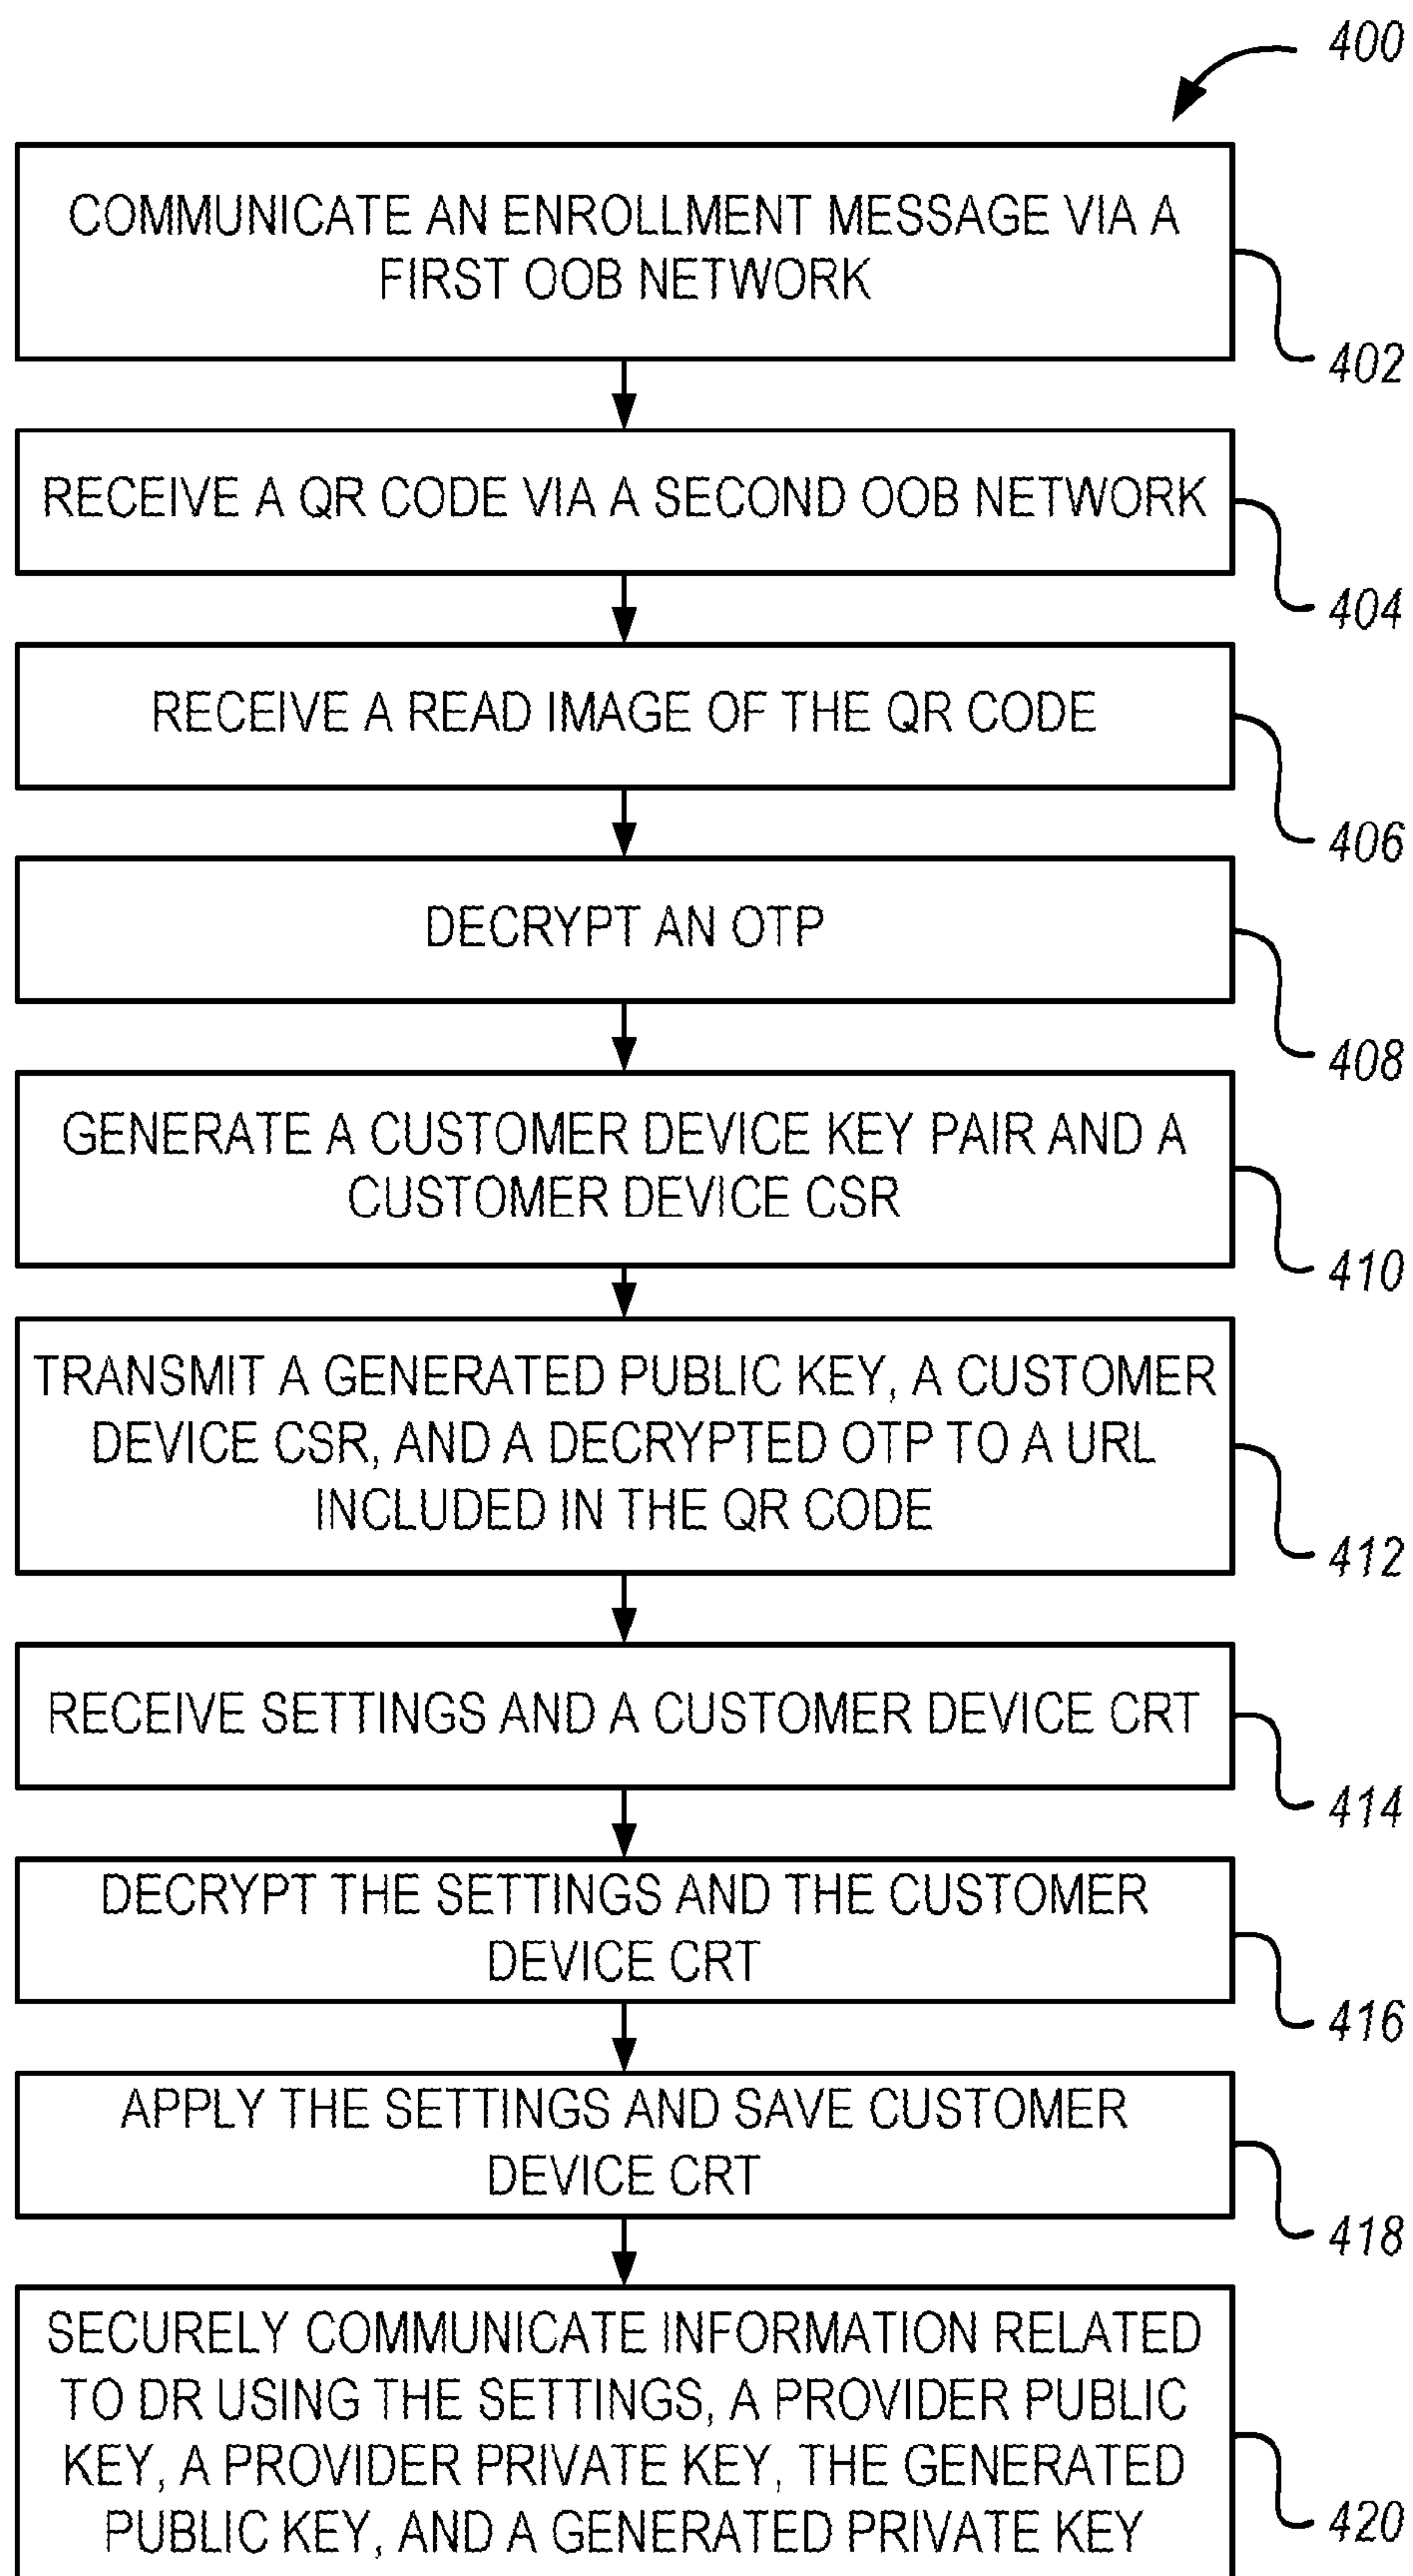 400
COMMUNICATE AN ENROLLMENT MESSAGE VIA A
FIRST OOB NETWORK
402
RECEIVE A QR CODE VIA A SECOND OOB NETWORK
404
RECEIVE A READ IMAGE OF THE QR CODE
406
DECRYPT AN OTP
408
GENERATE A CUSTOMER DEVICE KEY PAIR AND A
CUSTOMER DEVICE CSR
410
TRANSMIT A GENERATED PUBLIC KEY, A CUSTOMER
DEVICE CSR, AND A DECRYPTED OTP TO A URL
INCLUDED IN THE QR CODE
412
RECEIVE SETTINGS AND A CUSTOMER DEVICE CRT
414
DECRYPT THE SETTINGS AND THE CUSTOMER
DEVICE CRT
416
APPLY THE SETTINGS AND SAVE CUSTOMER
DEVICE CRT
418
SECURELY COMMUNICATE INFORMATION RELATED
TO DR USING THE SETTINGS, A PROVIDER PUBLIC
KEY, A PROVIDER PRIVATE KEY, THE GENERATED
PUBLIC KEY, AND A GENERATED PRIVATE KEY
420